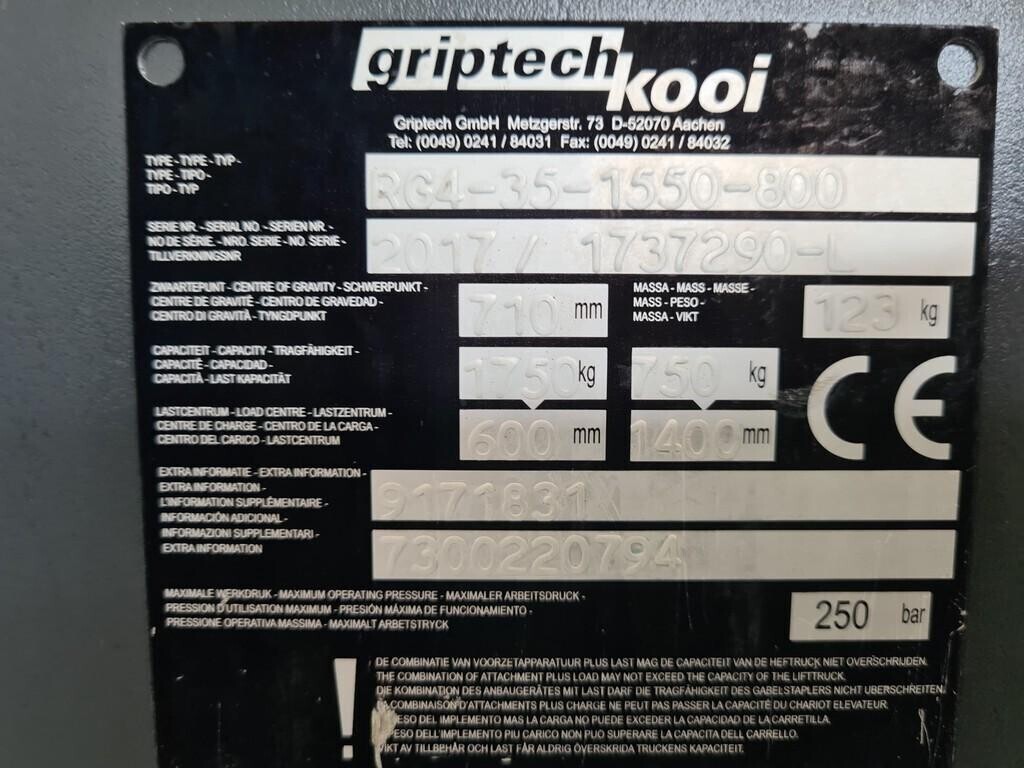 griptech kooi
Griptech GmbH Metzgerstr. 73 D-52070 Aachen
Tel: (0049) 0241 / 84031 Fax: (0049) 0241 / 84032
TYPE - TYPE - TYP -
TYPE - TIPO -
TIPO - TYP
RG4-35-1550-800
SERIE NR. - SERIAL NO. - SERIEN NR. -
NO DE SÉRIE. - NRO. SERIE - NO. SERIE -
TILLVERKNINGSNR
2017 / 1737290-L
ZWAARTEPUNT - CENTRE OF GRAVITY - SCHWERPUNKT -
CENTRE DE GRAVITÉ - CENTRO DE GRAVEDAD -
CENTRO DI GRAVITÀ - TYNGDPUNKT
710 mm
MASSA - MASS - MASSE -
MASS - PESO -
MASSA - VIKT
123 kg
CAPACITEIT - CAPACITY - TRAGFÄHIGKEIT -
CAPACITÉ - CAPACIDAD -
CAPACITÀ - LAST KAPACITÄT
1750 kg 750 kg
CE
LASTCENTRUM - LOAD CENTRE - LASTZENTRUM -
CENTRE DE CHARGE - CENTRO DE LA CARGA -
CENTRO DEL CARICO - LASTCENTRUM
600 mm 1400 mm
EXTRA INFORMATIE - EXTRA INFORMATION -
EXTRA INFORMATION -
L'INFORMATION SUPPLÉMENTAIRE -
INFORMACIÓN ADICIONAL -
INFORMAZIONI SUPPLEMENTARI -
EXTRA INFORMATION
9171831X
7300220794
MAXIMALE WERKDRUK - MAXIMUM OPERATING PRESSURE - MAXIMALER ARBEITSDRUCK -
PRESSION D'UTILISATION MAXIMUM - PRESIÓN MÁXIMA DE FUNCIONAMIENTO -
PRESSIONE OPERATIVA MASSIMA - MAXIMALT ARBETSTRYCK
250 bar
!
DE COMBINATIE VAN VOORZETAPPARATUUR PLUS LAST MAG DE CAPACITEIT VAN DE HEFTRUCK NIET OVERSCHRIJDEN.
THE COMBINATION OF ATTACHMENT PLUS LOAD MAY NOT EXCEED THE CAPACITY OF THE LIFTTRUCK.
DIE KOMBINATION DES ANBAUGERÄTES MIT LAST DARF DIE TRAGFÄHIGKEIT DES GABELSTAPLERS NICHT ÜBERSCHREITEN.
LA COMBINAISON D'ATTACHMENTS PLUS CHARGE NE PEUT PAS PASSER LA CAPACITÉ DU CHARIOT ELEVATEUR.
PESO DEL IMPLEMENTO MAS LA CARGA NO PUEDE EXCEDER LA CAPACIDAD DE LA CARRETILLA.
PESO DELL IMPLEMENTO PIU CARICO NON PUO SUPERARE LA CAPACITA DELL CARRELLO.
VIKT AV TILLBEHÅR OCH LAST FÅR ALDRIG ÖVERSKRIDA TRUCKENS KAPACITET.